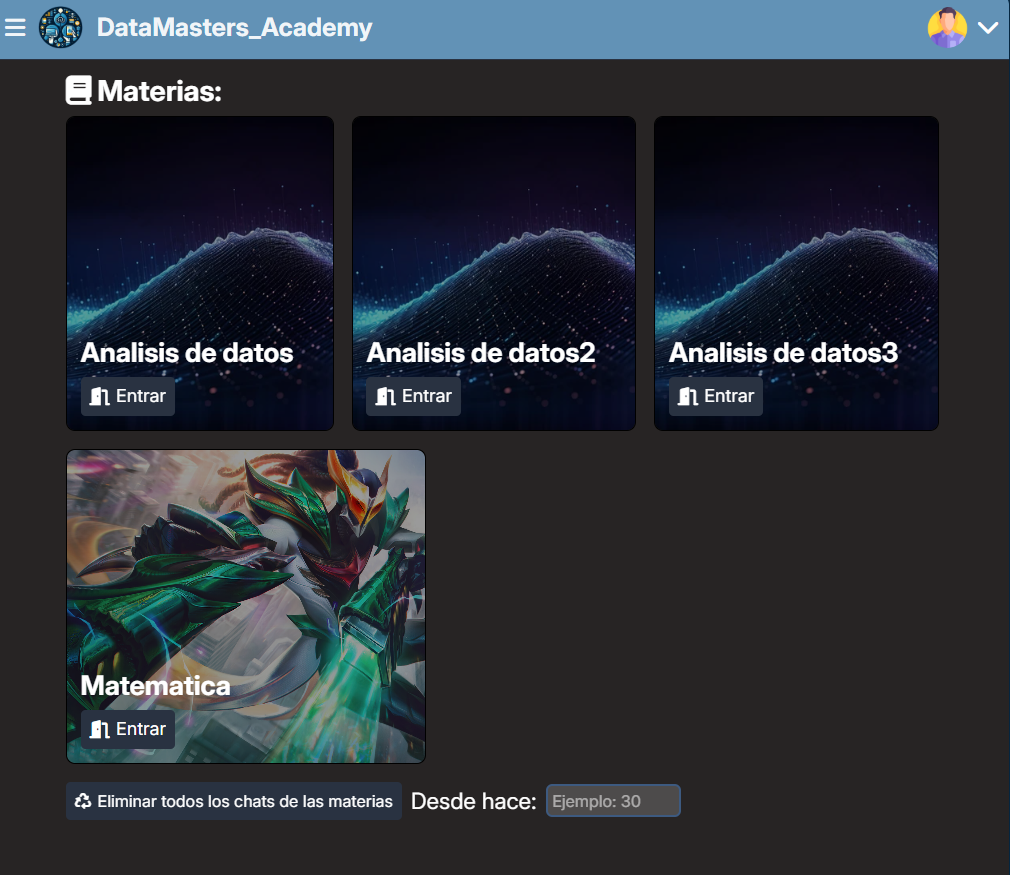 DataMasters_Academy
Materias:
Analisis de datos
Entrar
Analisis de datos2
Entrar
Analisis de datos3
Entrar
Matematica
Entrar
Eliminar todos los chats de las materias Desde hace: Ejemplo: 30